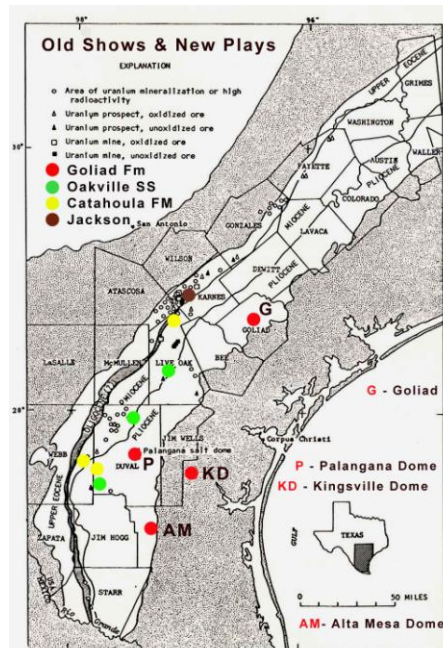 98
96
Old Shows & New Plays
EXPLANATION
Area of uranium mineralization or high
radioactivity
Uranium prospect, oxidized ore
Uranium prospect, unoxidized ore
Uranium mine, oxidized ore
Uranium mine, unoxidized ore
Goliad Fm
Oakville SS
Catahoula FM
Jackson
San Antonio
30
UPPER EOCENE
GRIMES
WASHINGTON
WALLER
AUSTIN
FAYETTE
PLIOCENE
COLORADO
GONZALES
MIOCENE
LAVACA
WILSON
DEWITT
PLIOCENE
ATASCOSA
KARNES
G
GOLIAD
LaSALLE
McMULLEN
LIVE OAK
BEE
G - Goliad
MIOCENE
PLIOCENE
JIM WELLS
Corpus Christi
Palangana salt dome
WEBB
DUVAL
P
KD
P - Palangana Dome
KD - Kingsville Dome
UPPER EOCENE
AM
ZAPATA
JIM HOGG
GULF
TEXAS
STARR
Rio
Grande
0
50 MILES
AM- Alta Mesa Dome